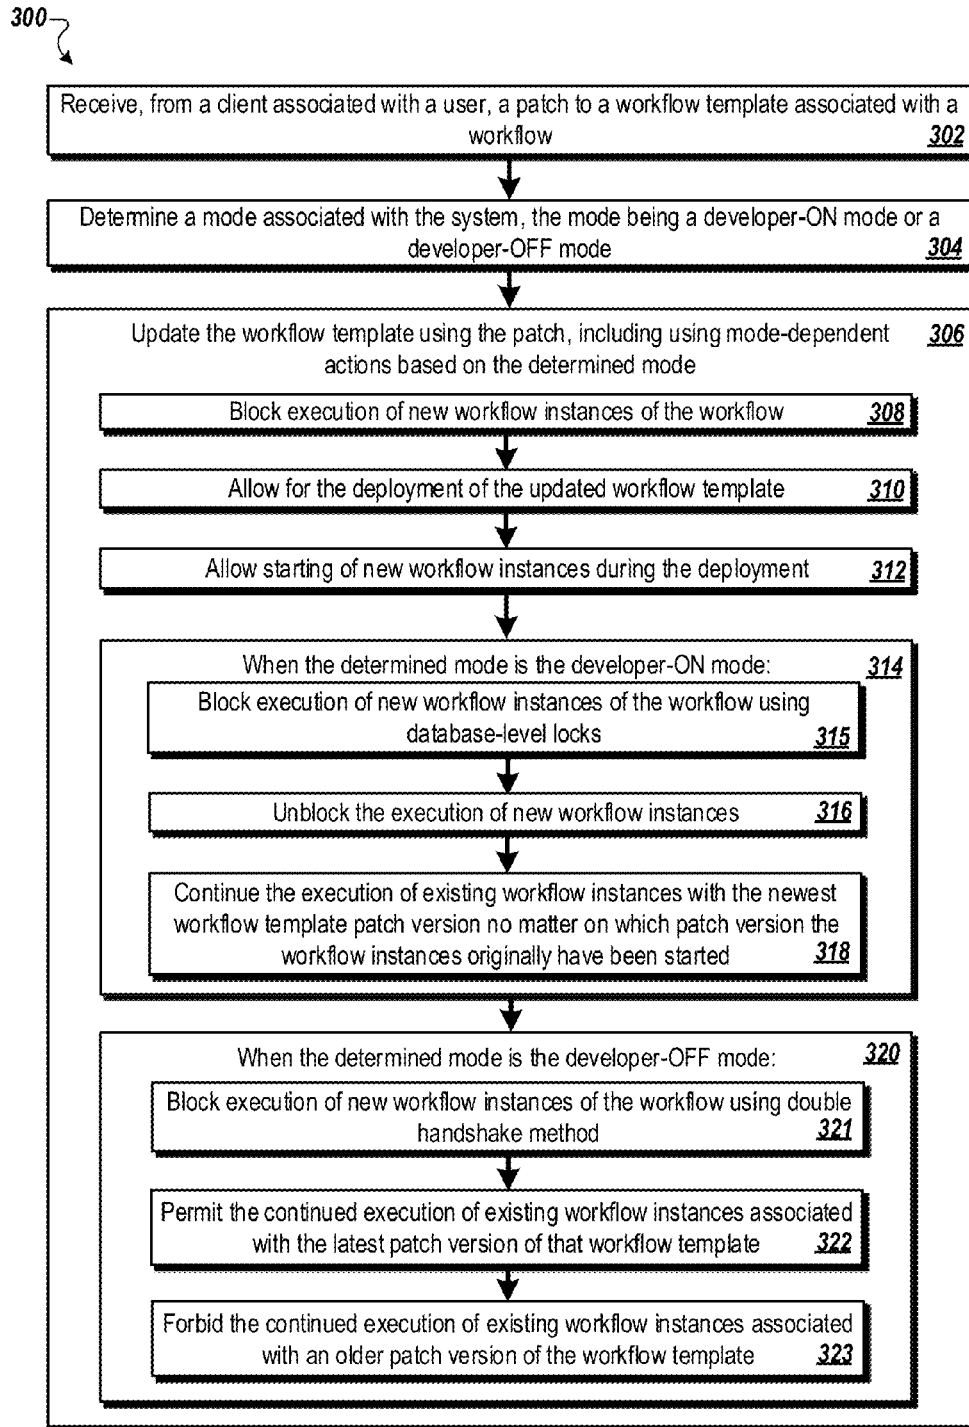 300
Receive, from a client associated with a user, a patch to a workflow template associated with a
workflow
302
Determine a mode associated with the system, the mode being a developer-ON mode or a
developer-OFF mode
304
Update the workflow template using the patch, including using mode-dependent
306
actions based on the determined mode
Block execution of new workflow instances of the workflow
308
Allow for the deployment of the updated workflow template
310
Allow starting of new workflow instances during the deployment
312
When the determined mode is the developer-ON mode:
314
Block execution of new workflow instances of the workflow using
database-level locks
315
Unblock the execution of new workflow instances
316
Continue the execution of existing workflow instances with the newest
workflow template patch version no matter on which patch version the
workflow instances originally have been started
318
When the determined mode is the developer-OFF mode:
320
Block execution of new workflow instances of the workflow using double
handshake method
321
Permit the continued execution of existing workflow instances associated
with the latest patch version of that workflow template
322
Forbid the continued execution of existing workflow instances associated
with an older patch version of the workflow template
323